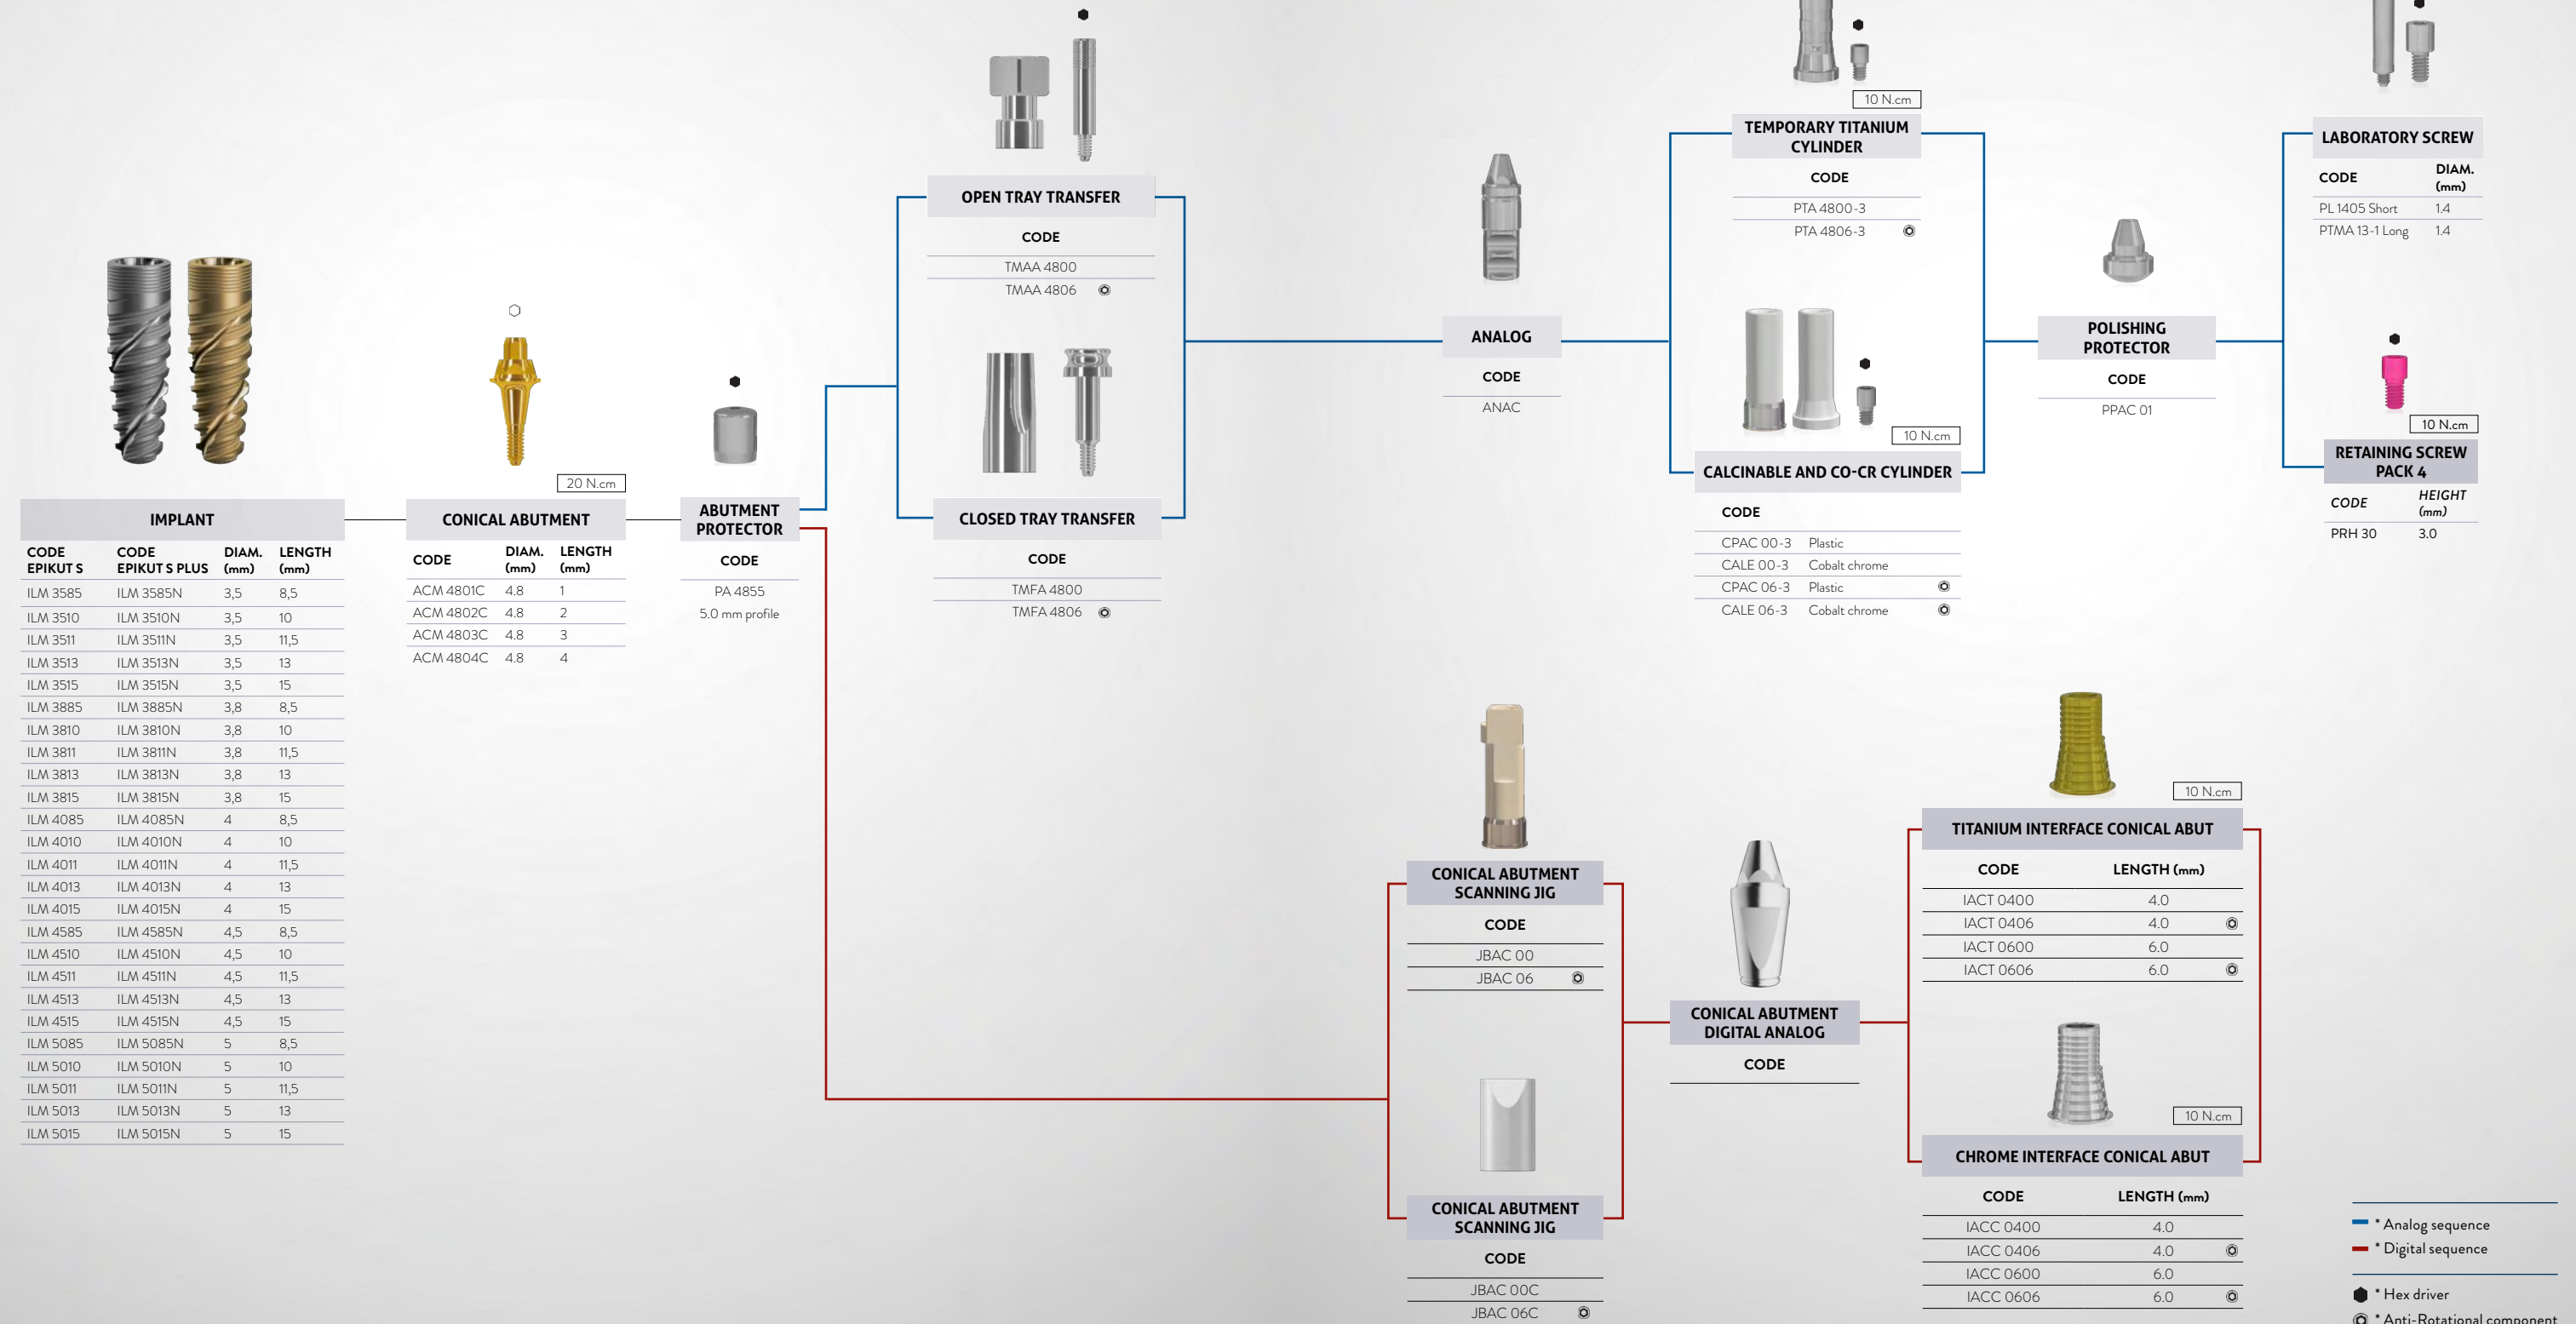 IMPLANT
CODE EPIKUT S CODE EPIKUT S PLUS DIAM. (mm) LENGTH (mm)
ILM 3585 ILM 3585N 3,5 8,5
ILM 3510 ILM 3510N 3,5 10
ILM 3511 ILM 3511N 3,5 11,5
ILM 3513 ILM 3513N 3,5 13
ILM 3515 ILM 3515N 3,5 15
ILM 3885 ILM 3885N 3,8 8,5
ILM 3810 ILM 3810N 3,8 10
ILM 3811 ILM 3811N 3,8 11,5
ILM 3813 ILM 3813N 3,8 13
ILM 3815 ILM 3815N 3,8 15
ILM 4085 ILM 4085N 4 8,5
ILM 4010 ILM 4010N 4 10
ILM 4011 ILM 4011N 4 11,5
ILM 4013 ILM 4013N 4 13
ILM 4015 ILM 4015N 4 15
ILM 4585 ILM 4585N 4,5 8,5
ILM 4510 ILM 4510N 4,5 10
ILM 4511 ILM 4511N 4,5 11,5
ILM 4513 ILM 4513N 4,5 13
ILM 4515 ILM 4515N 4,5 15
ILM 5085 ILM 5085N 5 8,5
ILM 5010 ILM 5010N 5 10
ILM 5011 ILM 5011N 5 11,5
ILM 5013 ILM 5013N 5 13
ILM 5015 ILM 5015N 5 15
20 N.cm
CONICAL ABUTMENT
CODE DIAM. (mm) LENGTH (mm)
ACM 4801C 4.8 1
ACM 4802C 4.8 2
ACM 4803C 4.8 3
ACM 4804C 4.8 4
ABUTMENT
PROTECTOR
CODE
PA 4855
5.0 mm profile
OPEN TRAY TRANSFER
CODE
TMAA 4800
TMAA 4806
CLOSED TRAY TRANSFER
CODE
TMFA 4800
TMFA 4806
ANALOG
CODE
ANAC
10 N.cm
TEMPORARY TITANIUM
CYLINDER
CODE
PTA 4800-3
PTA 4806-3
10 N.cm
CALCINABLE AND CO-CR CYLINDER
CODE
CPAC 00-3 Plastic
CALE 00-3 Cobalt chrome
CPAC 06-3 Plastic
CALE 06-3 Cobalt chrome
POLISHING
PROTECTOR
CODE
PPAC 01
LABORATORY SCREW
CODE DIAM. (mm)
PL 1405 Short 1.4
PTMA 13-1 Long 1.4
10 N.cm
RETAINING SCREW
PACK 4
CODE HEIGHT (mm)
PRH 30 3.0
CONICAL ABUTMENT
SCANNING JIG
CODE
JBAC 00
JBAC 06
CONICAL ABUTMENT
SCANNING JIG
CODE
JBAC 00C
JBAC 06C
CONICAL ABUTMENT
DIGITAL ANALOG
CODE
10 N.cm
TITANIUM INTERFACE CONICAL ABUT
CODE LENGTH (mm)
IACT 0400 4.0
IACT 0406 4.0
IACT 0600 6.0
IACT 0606 6.0
10 N.cm
CHROME INTERFACE CONICAL ABUT
CODE LENGTH (mm)
IACC 0400 4.0
IACC 0406 4.0
IACC 0600 6.0
IACC 0606 6.0
* Analog sequence
* Digital sequence
* Hex driver
* Anti-Rotational component